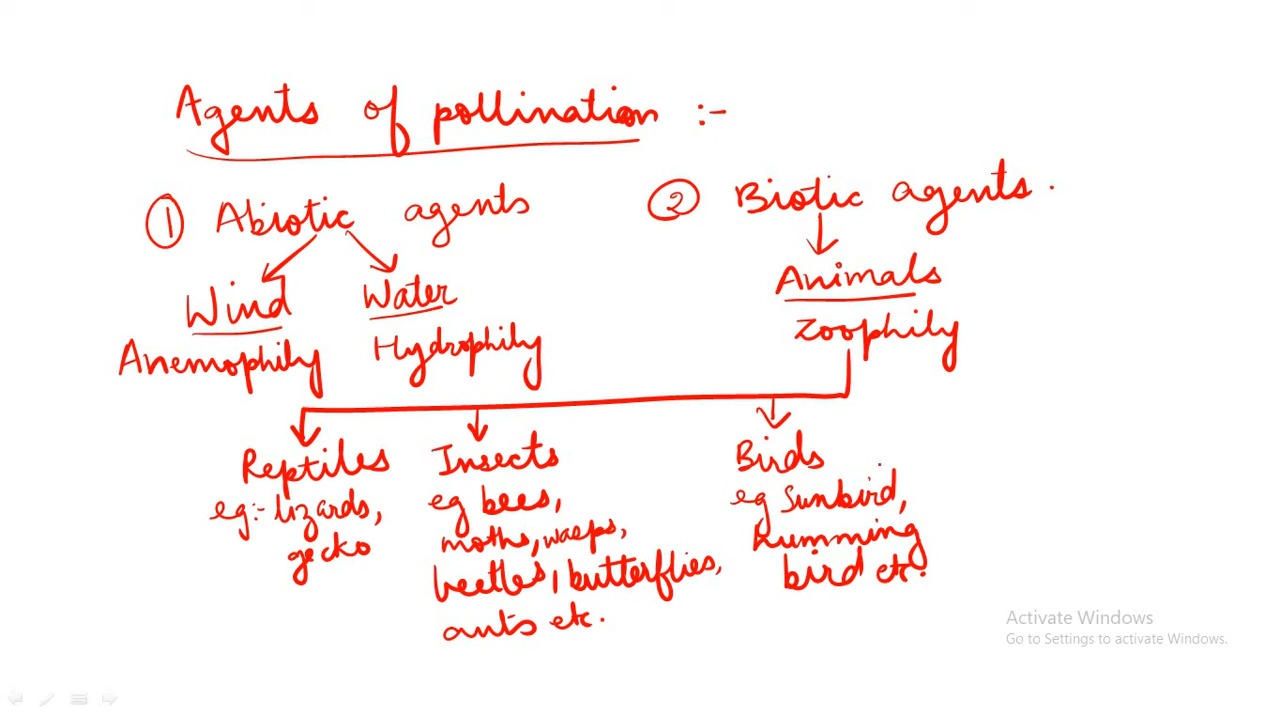 Agents of pollination :-
① Abiotic agents
② Biotic agents.
Wind
Anemophily
Water
Hydrophily
Animals
Zoophily
Reptiles
eg:- lizards,
gecko
Insects
eg bees,
moths, wasps,
beetles, butterflies,
ants etc.
Birds
eg Sunbird,
Humming
bird etc.
Activate Windows
Go to Settings to activate Windows.